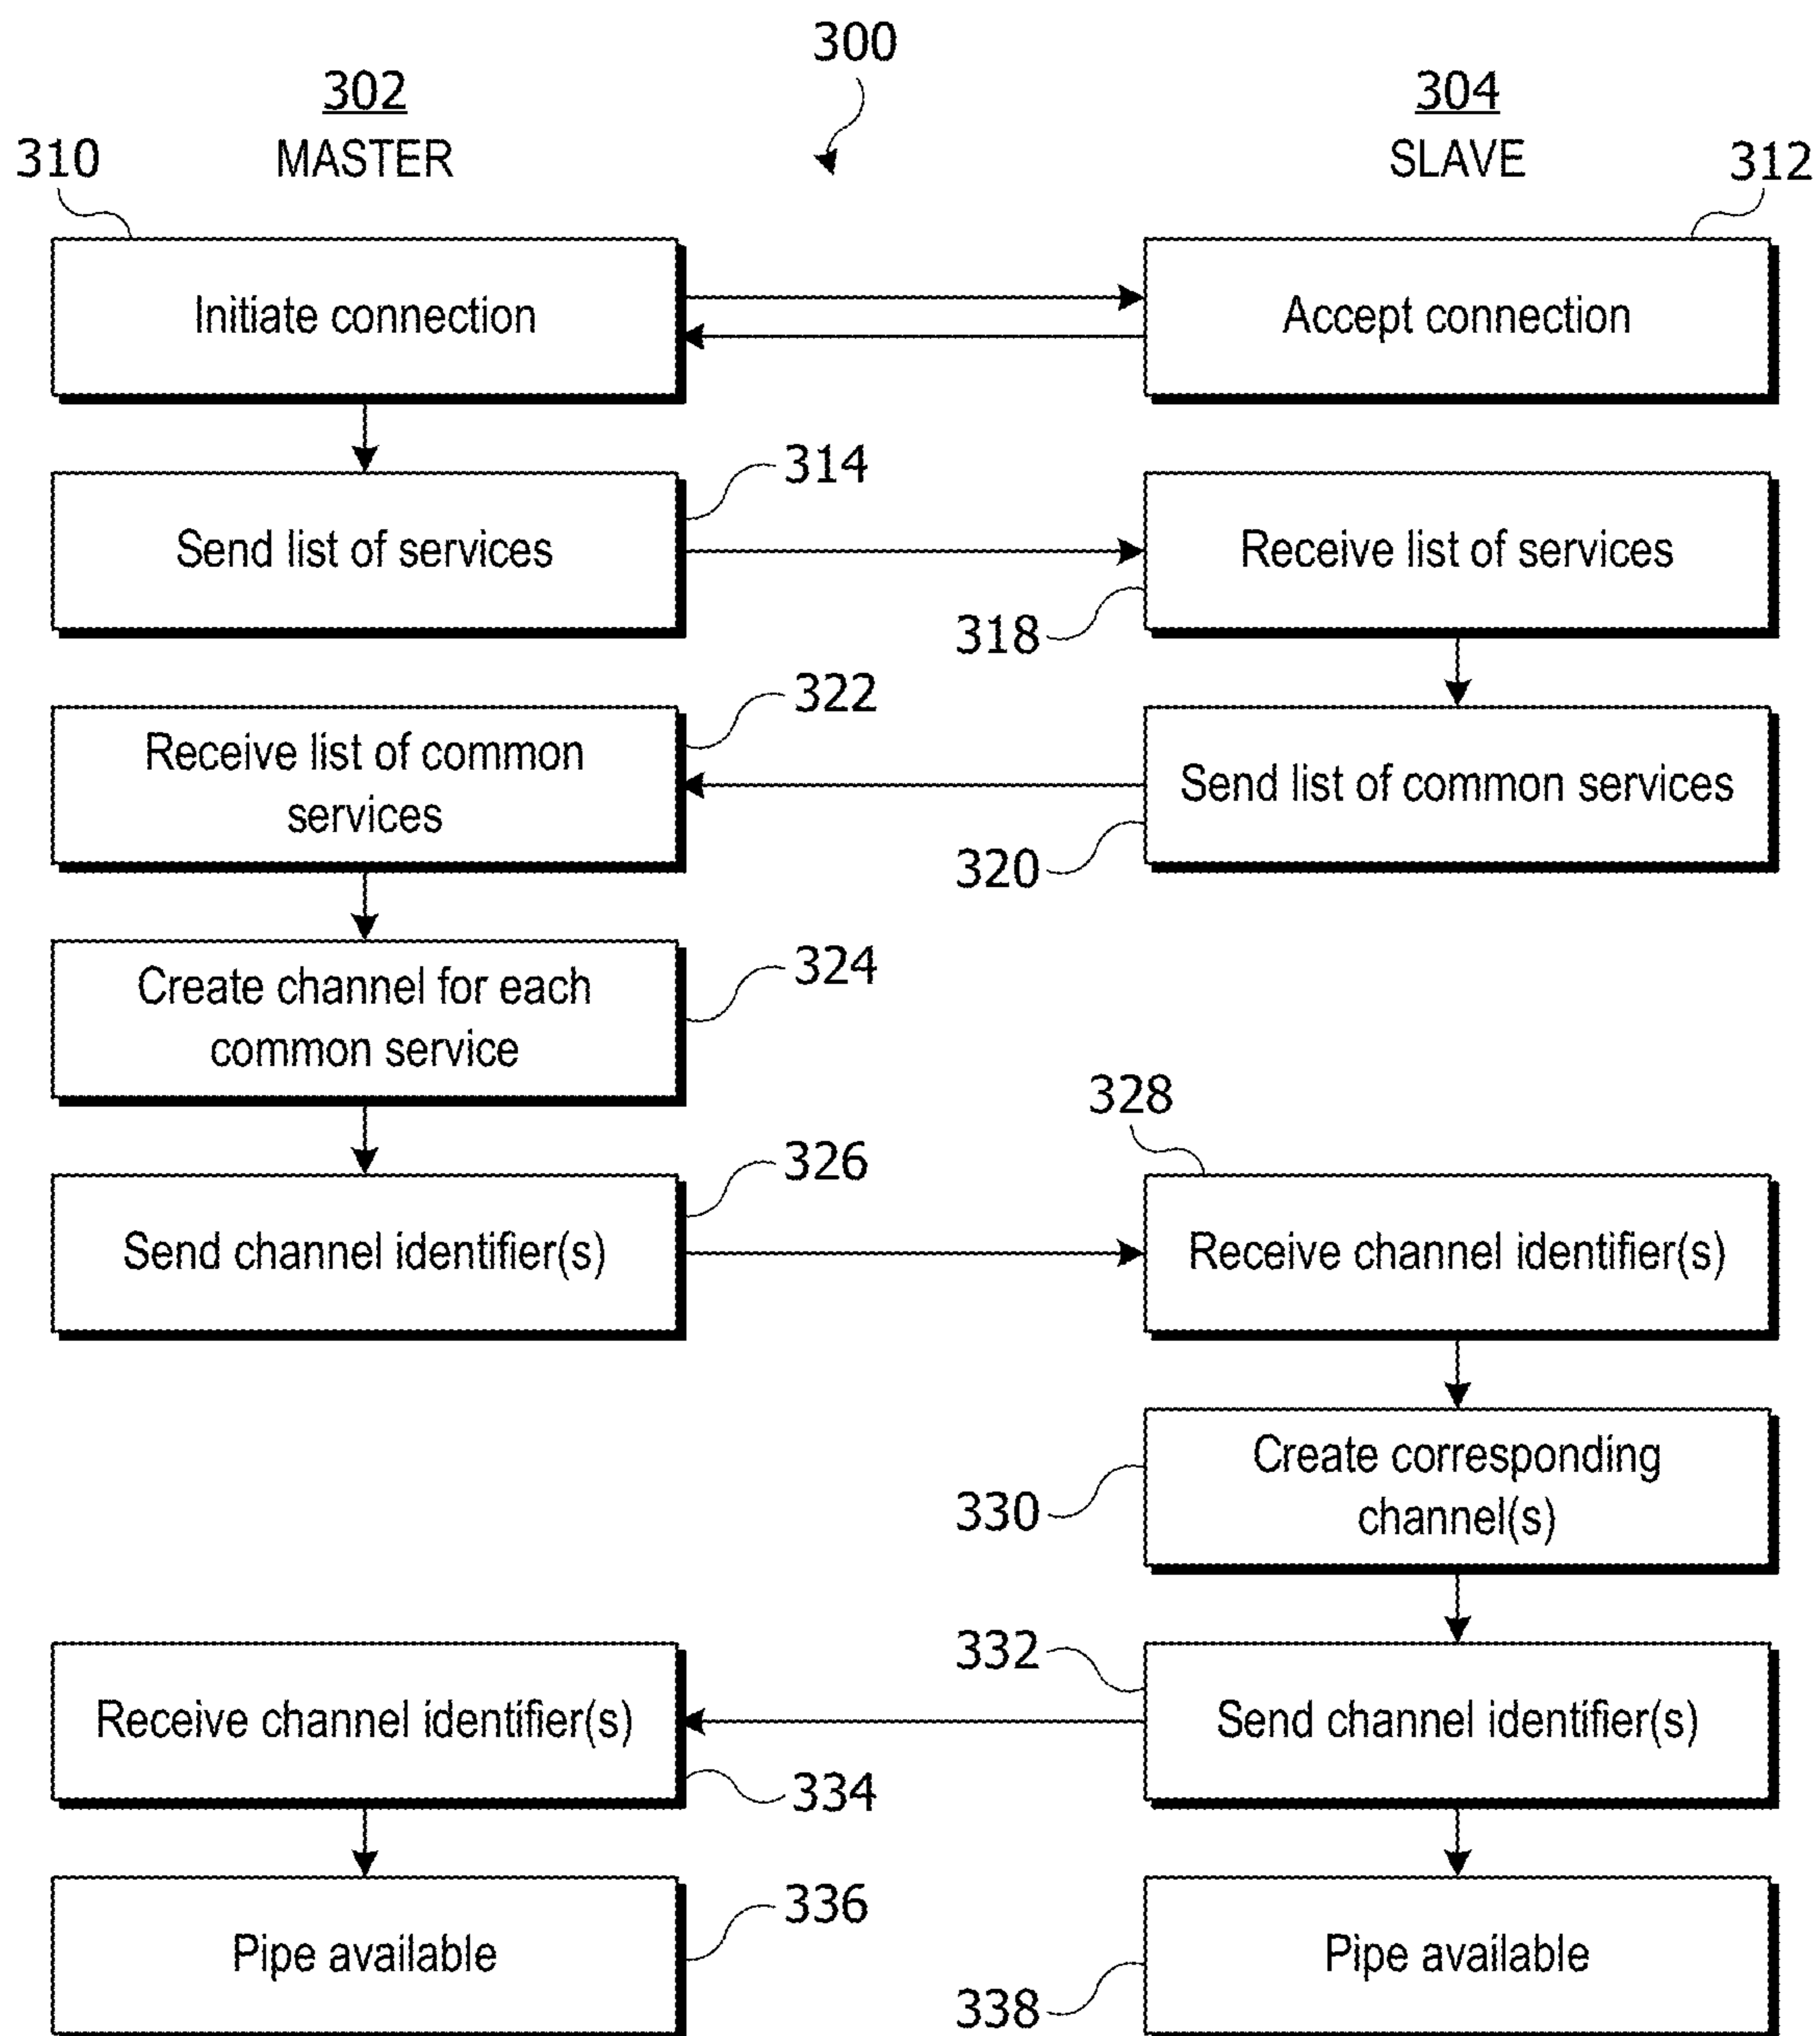 300
302
304
MASTER
SLAVE
310
312
Initiate connection
Accept connection
314
Send list of services
Receive list of services
318
322
Receive list of common
services
Send list of common services
320
Create channel for each
common service
324
328
326
Send channel identifier(s)
Receive channel identifier(s)
Create corresponding
channel(s)
330
332
Receive channel identifier(s)
Send channel identifier(s)
334
336
Pipe available
Pipe available
338